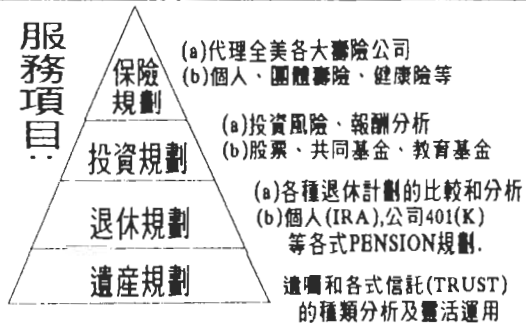 服務項目:
保險
規劃
(a)代理全美各大壽險公司
(b)個人、團體壽險、健康險等
投資規劃
(a)投資風險、報酬分析
(b)股票、共同基金、教育基金
退休規劃
(a)各種退休計劃的比較和分析
(b)個人(IRA),公司401(K)
等各式PENSION規劃.
遺產規劃
遺囑和各式信託(TRUST)
的種類分析及靈活運用